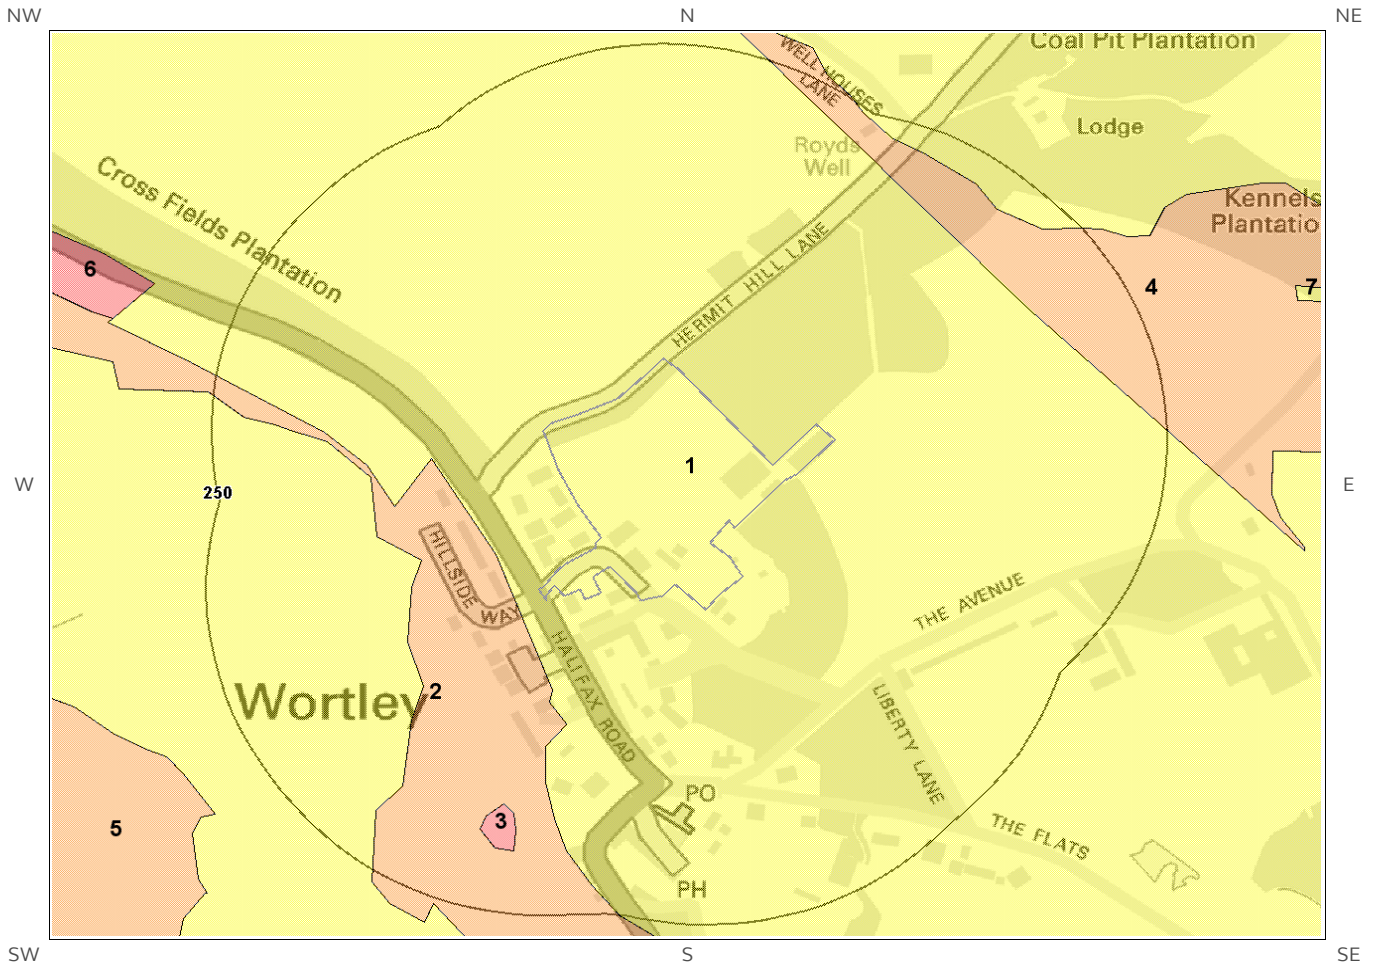 NW
N
NE
Coal Pit Plantation
WELL HOUSES
LANE
Lodge
Royds
Well
Cross Fields Plantation
Kennels
Plantatio
HERMIT HILL LANE
6
4
7
1
W
250
E
HILLSIDE
WAY
THE AVENUE
HALIFAX ROAD
Wortley
2
LIBERTY LANE
PO
3
5
THE FLATS
PH
SW
S
SE